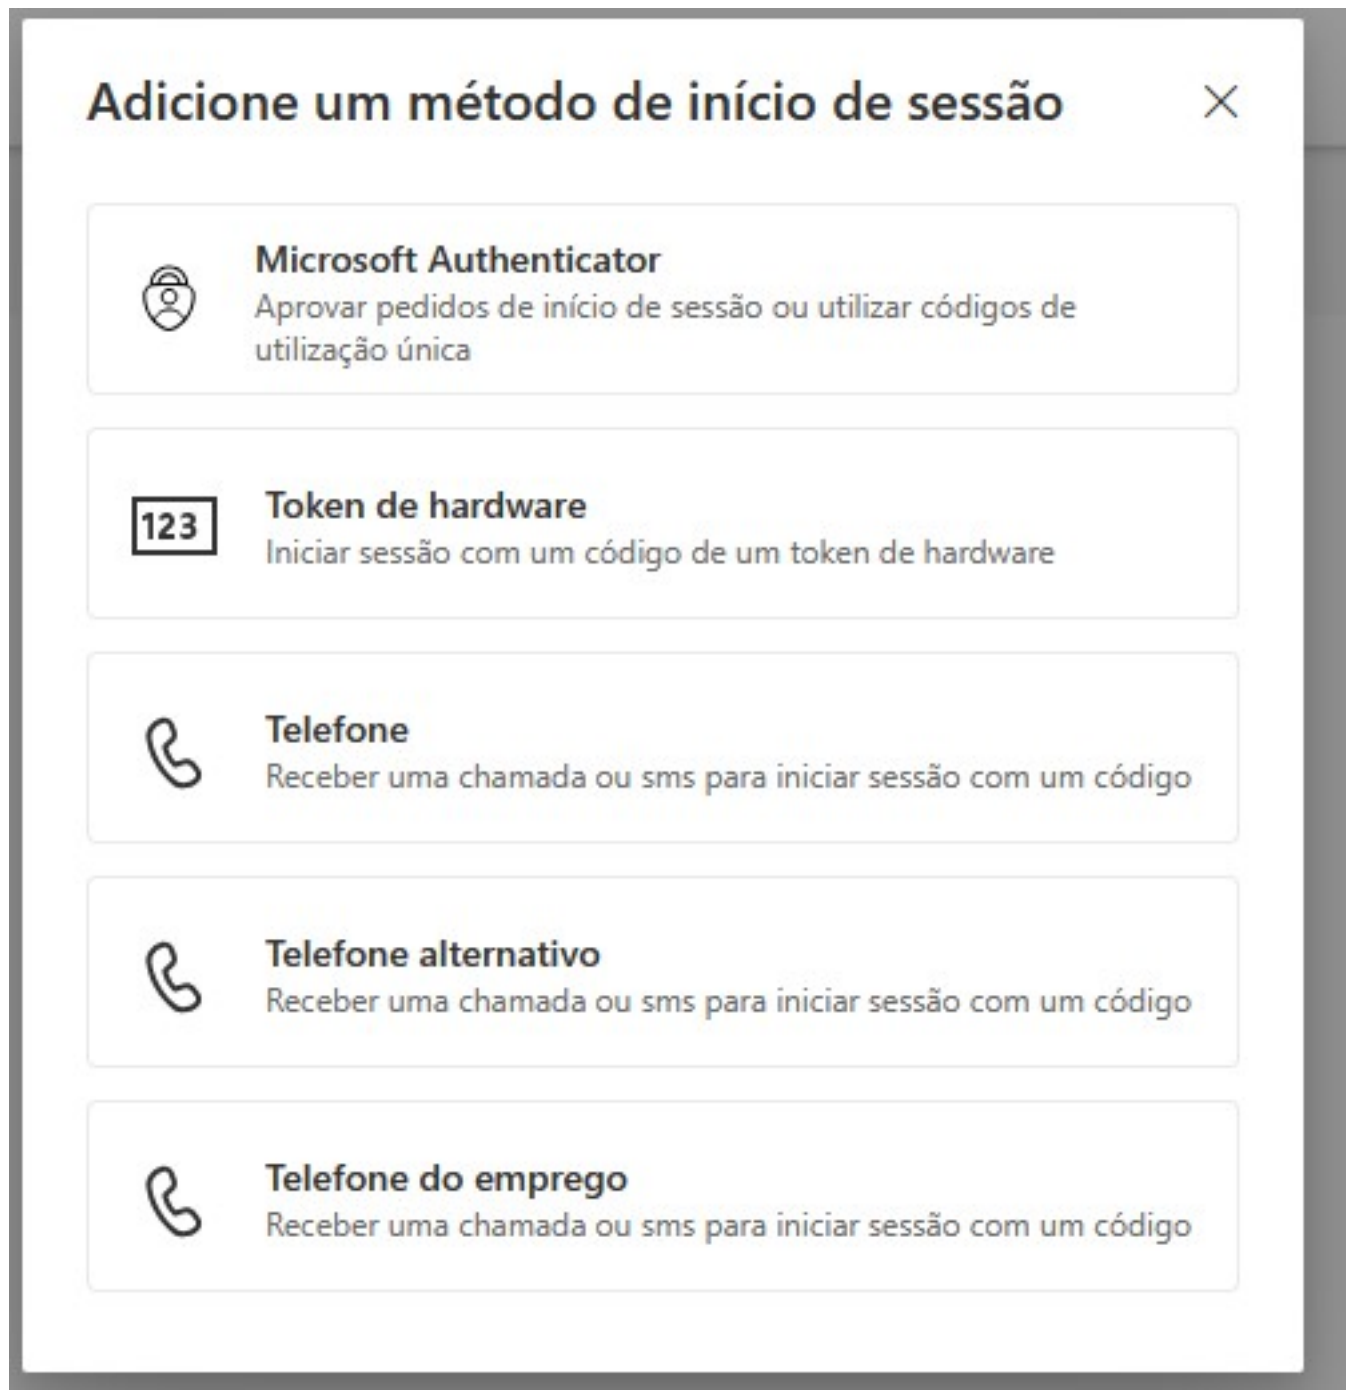 Adicione um método de início de sessão
Microsoft Authenticator
Aprovar pedidos de início de sessão ou utilizar códigos de
utilização única
123
Token de hardware
Iniciar sessão com um código de um token de hardware
Telefone
Receber uma chamada ou sms para iniciar sessão com um código
Telefone alternativo
Receber uma chamada ou sms para iniciar sessão com um código
Telefone do emprego
Receber uma chamada ou sms para iniciar sessão com um código